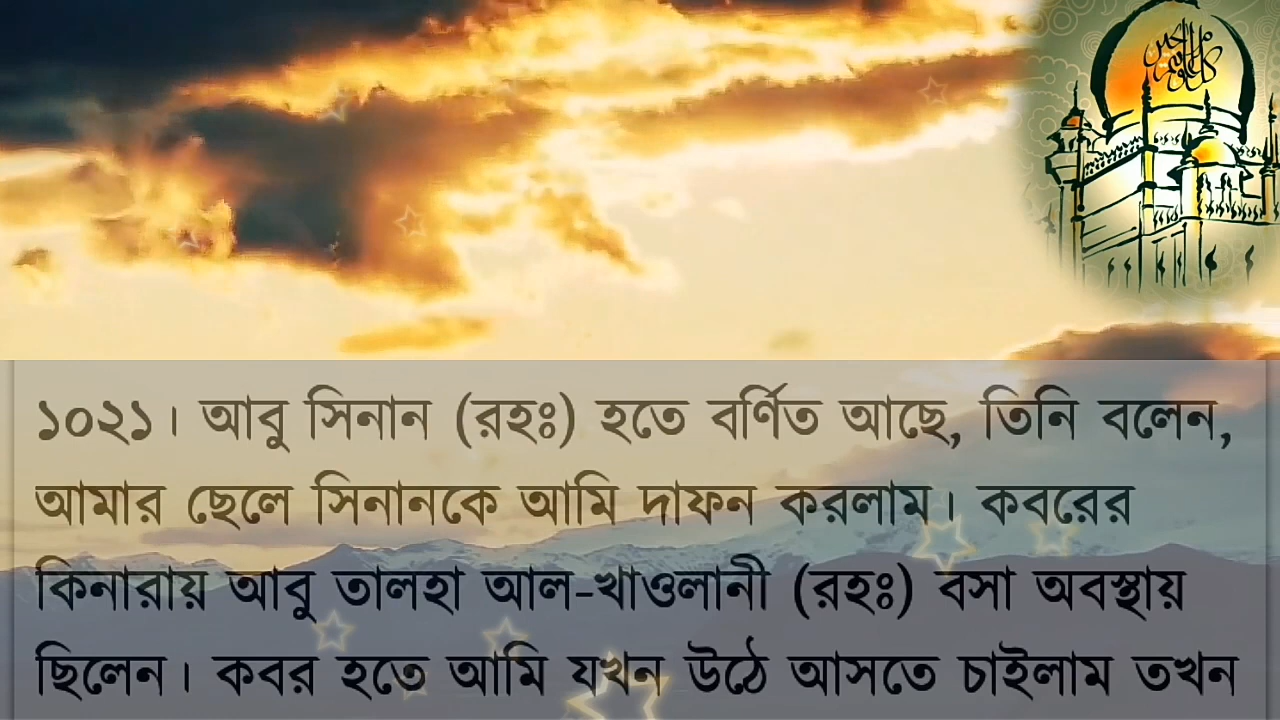 ১০২১। আবু সিনান (রহঃ) হতে বর্ণিত আছে, তিনি বলেন,
আমার ছেলে সিনানকে আমি দাফন করলাম। কবরের
কিনারায় আবু তালহা আল-খাওলানী (রহঃ) বসা অবস্থায়
ছিলেন। কবর হতে আমি যখন উঠে আসতে চাইলাম তখন